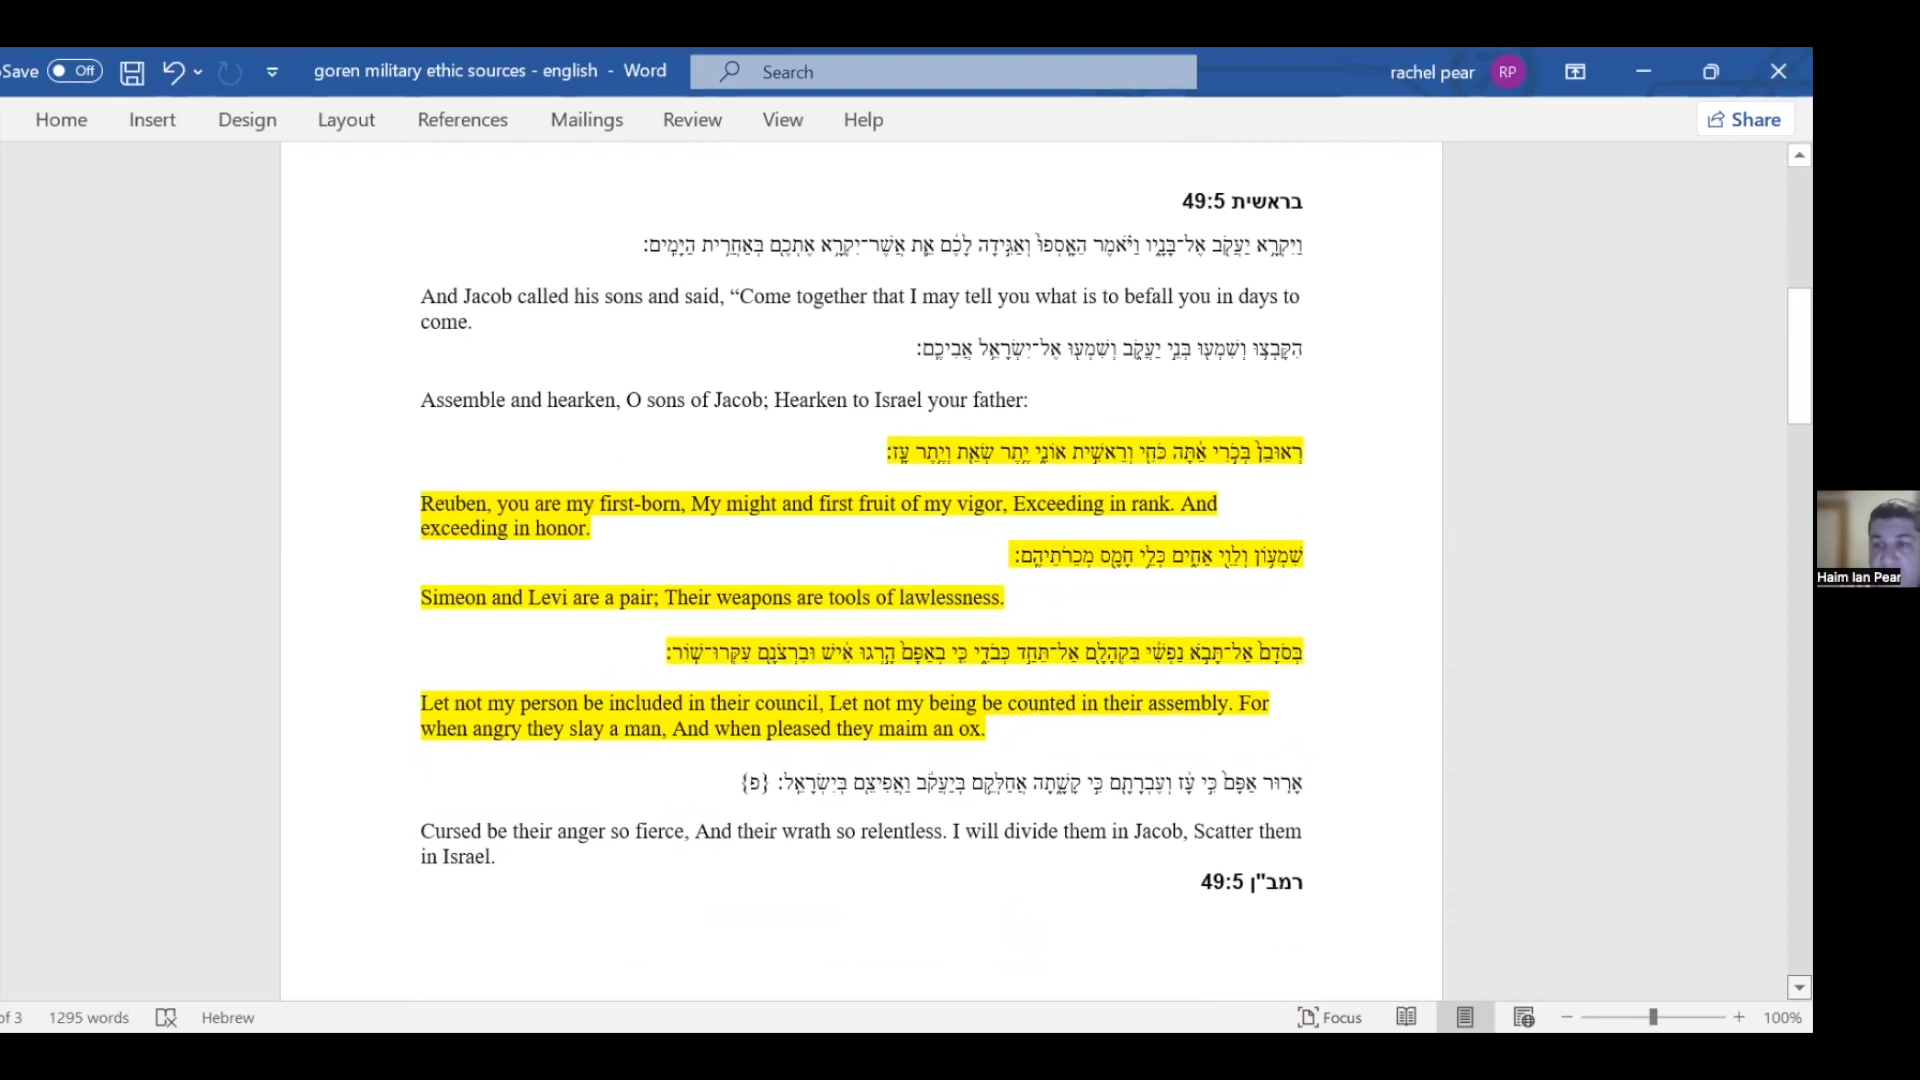 Save Off goren military ethic sources - english - Word Search rachel pear RP
Home Insert Design Layout References Mailings Review View Help Share
בראשית 49:5
וַיִּקְרָ֥א יַעֲקֹ֖ב אֶל־בָּנָ֑יו וַיֹּ֗אמֶר הֵאָֽסְפוּ֙ וְאַגִּ֣ידָה לָכֶ֔ם אֵ֛ת אֲשֶׁר־יִקְרָ֥א אֶתְכֶ֖ם בְּאַחֲרִ֥ית הַיָּמִֽים׃
And Jacob called his sons and said, “Come together that I may tell you what is to befall you in days to
come.
הִקָּבְצ֥וּ וְשִׁמְע֖וּ בְּנֵ֣י יַעֲקֹ֑ב וְשִׁמְע֖וּ אֶל־יִשְׂרָאֵ֥ל אֲבִיכֶֽם׃
Assemble and hearken, O sons of Jacob; Hearken to Israel your father:
רְאוּבֵן֙ בְּכֹ֣רִי אַ֔תָּה כֹּחִ֖י וְרֵאשִׁ֣ית אוֹנִ֑י יֶ֥תֶר שְׂאֵ֖ת וְיֶ֥תֶר עָֽז׃
Reuben, you are my first-born, My might and first fruit of my vigor, Exceeding in rank. And
exceeding in honor.
שִׁמְע֥וֹן וְלֵוִ֖י אַחִ֑ים כְּלֵ֥י חָמָ֖ס מְכֵרֹתֵיהֶֽם׃
Simeon and Levi are a pair; Their weapons are tools of lawlessness.
בְּסֹדָם֙ אַל־תָּבֹ֣א נַפְשִׁ֔י בִּקְהָלָ֖ם אַל־תֵּחַ֣ד כְּבֹדִ֑י כִּ֤י בְאַפָּם֙ הָ֣רְגוּ אִ֔ישׁ וּבִרְצֹנָ֖ם עִקְּרוּ־שֽׁוֹר׃
Let not my person be included in their council, Let not my being be counted in their assembly. For
when angry they slay a man, And when pleased they maim an ox.
אָר֤וּר אַפָּם֙ כִּ֣י עָ֔ז וְעֶבְרָתָ֖ם כִּ֣י קָשָׁ֑תָה אֲחַלְּקֵ֣ם בְּיַעֲקֹ֔ב וַאֲפִיצֵ֖ם בְּיִשְׂרָאֵֽל׃ {פ}
Cursed be their anger so fierce, And their wrath so relentless. I will divide them in Jacob, Scatter them
in Israel.
רמב"ן 49:5
Haim Ian Pear
of 3 1295 words Hebrew Focus 100%